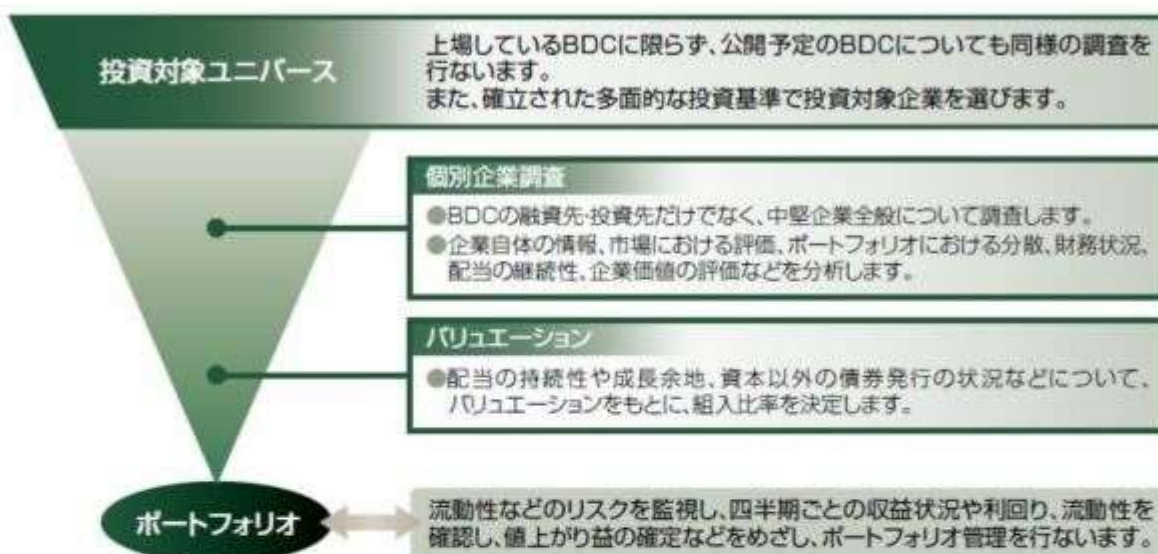 投資対象ユニバース
上場しているBDCに限らず、公開予定のBDCについても同様の調査を
行ないます。
また、確立された多面的な投資基準で投資対象企業を選びます。
個別企業調査
●BDCの融資先・投資先だけでなく、中堅企業全般について調査します。
●企業自体の情報、市場における評価、ポートフォリオにおける分散、財務状況、
配当の継続性、企業価値の評価などを分析します。
バリュエーション
●配当の持続性や成長余地、資本以外の債券発行の状況などについて、
バリュエーションをもとに、組入比率を決定します。
ポートフォリオ
流動性などのリスクを監視し、四半期ごとの収益状況や利回り、流動性を
確認し、値上がり益の確定などをめざし、ポートフォリオ管理を行ないます。